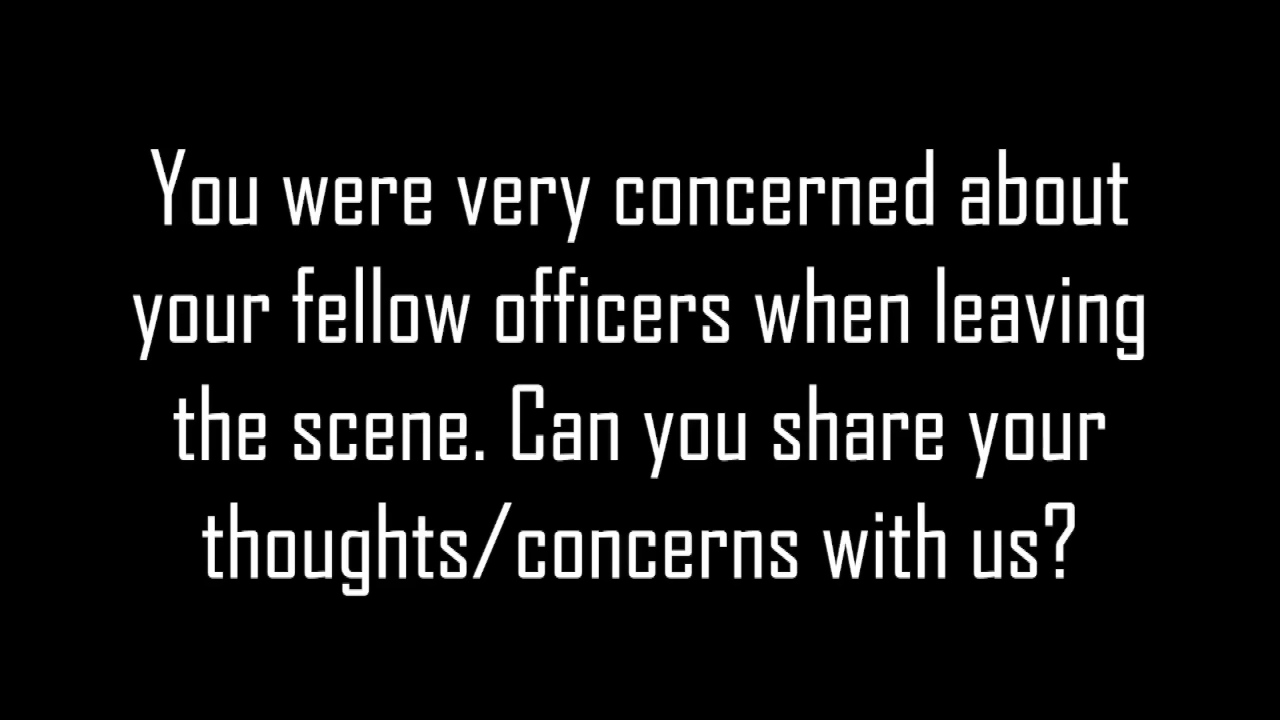 You were very concerned about
your fellow officers when leaving
the scene. Can you share your
thoughts/concerns with us?